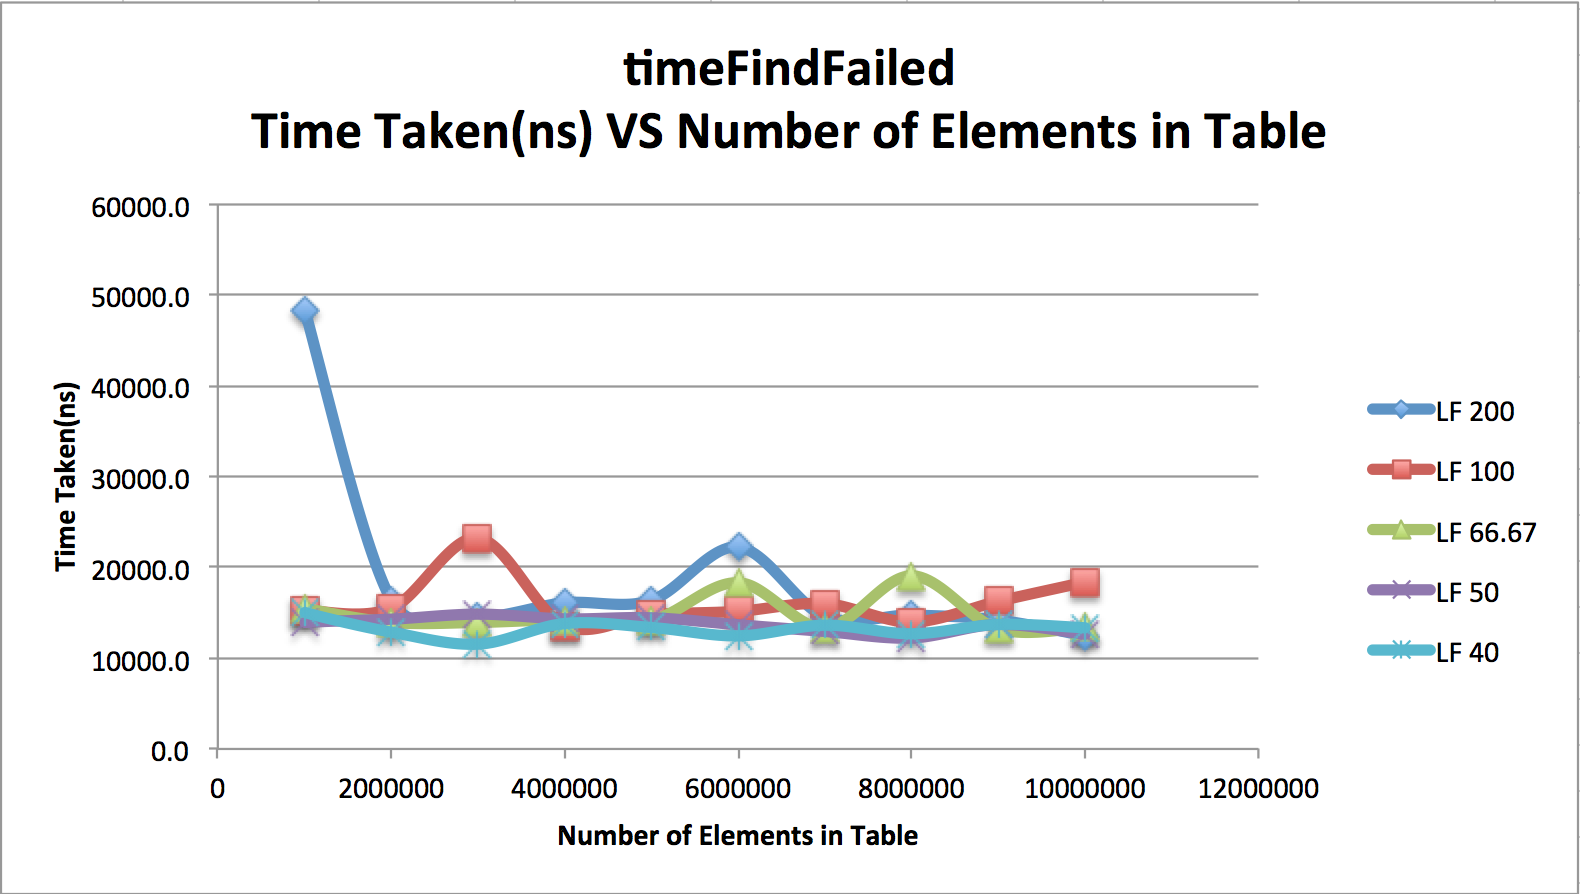 timeFindFailed
Time Taken(ns) VS Number of Elements in Table
60000.0
50000.0
40000.0
30000.0
20000.0
10000.0
0.0
Time Taken(ns)
0 2000000 4000000 6000000 8000000 10000000 12000000
Number of Elements in Table
LF 200
LF 100
LF 66.67
LF 50
LF 40